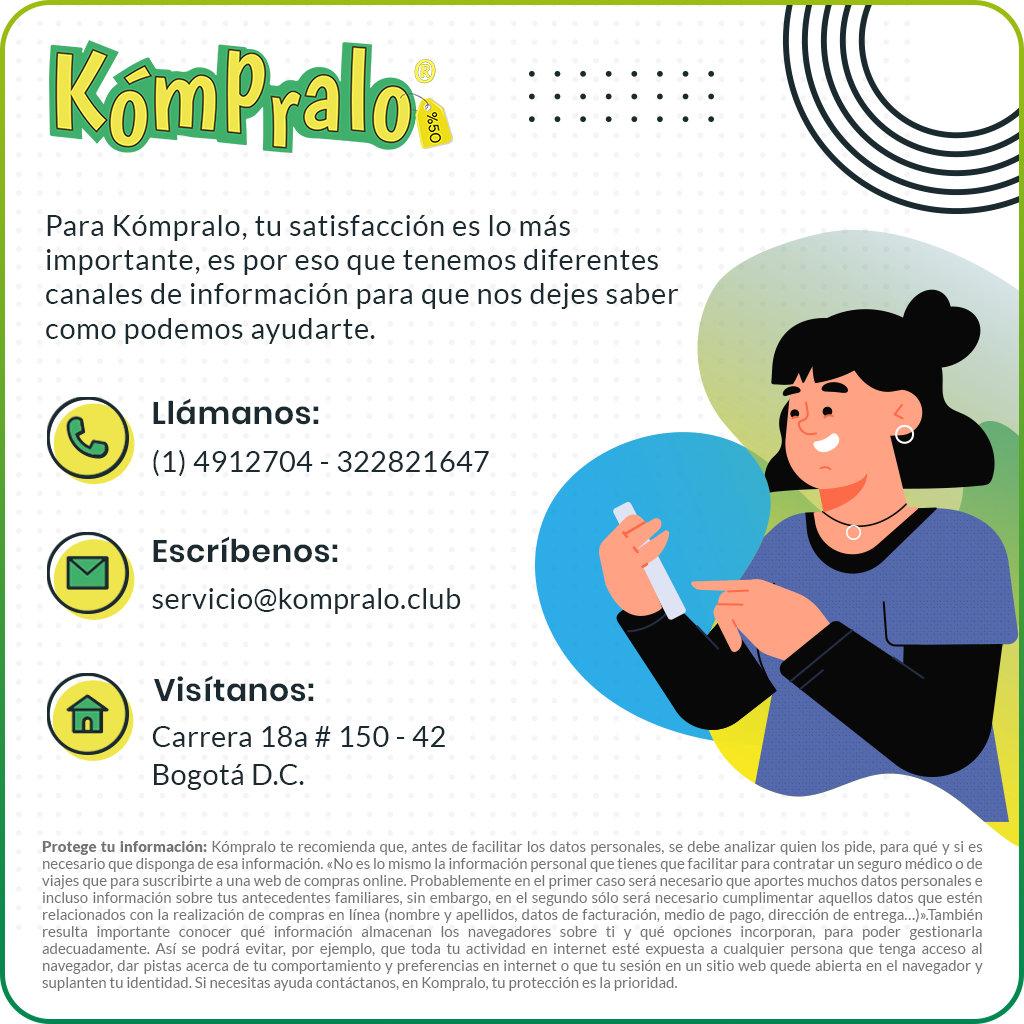 KómPralo®
%50
Para Kómpralo, tu satisfacción es lo más
importante, es por eso que tenemos diferentes
canales de información para que nos dejes saber
como podemos ayudarte.
Llámanos:
(1) 4912704 - 322821647
Escríbenos:
servicio@kompralo.club
Visítanos:
Carrera 18a # 150 - 42
Bogotá D.C.
Protege tu información: Kómpralo te recomienda que, antes de facilitar los datos personales, se debe analizar quien los pide, para qué y si es
necesario que disponga de esa información. «No es lo mismo la información personal que tienes que facilitar para contratar un seguro médico o de
viajes que para suscribirte a una web de compras online. Probablemente en el primer caso será necesario que aportes muchos datos personales e
incluso información sobre tus antecedentes familiares, sin embargo, en el segundo sólo será necesario cumplimentar aquellos datos que estén
relacionados con la realización de compras en línea (nombre y apellidos, datos de facturación, medio de pago, dirección de entrega...)».También
resulta importante conocer qué información almacenan los navegadores sobre ti y qué opciones incorporan, para poder gestionarla
adecuadamente. Así se podrá evitar, por ejemplo, que toda tu actividad en internet esté expuesta a cualquier persona que tenga acceso al
navegador, dar pistas acerca de tu comportamiento y preferencias en internet o que tu sesión en un sitio web quede abierta en el navegador y
suplanten tu identidad. Si necesitas ayuda contáctanos, en Kompralo, tu protección es la prioridad.